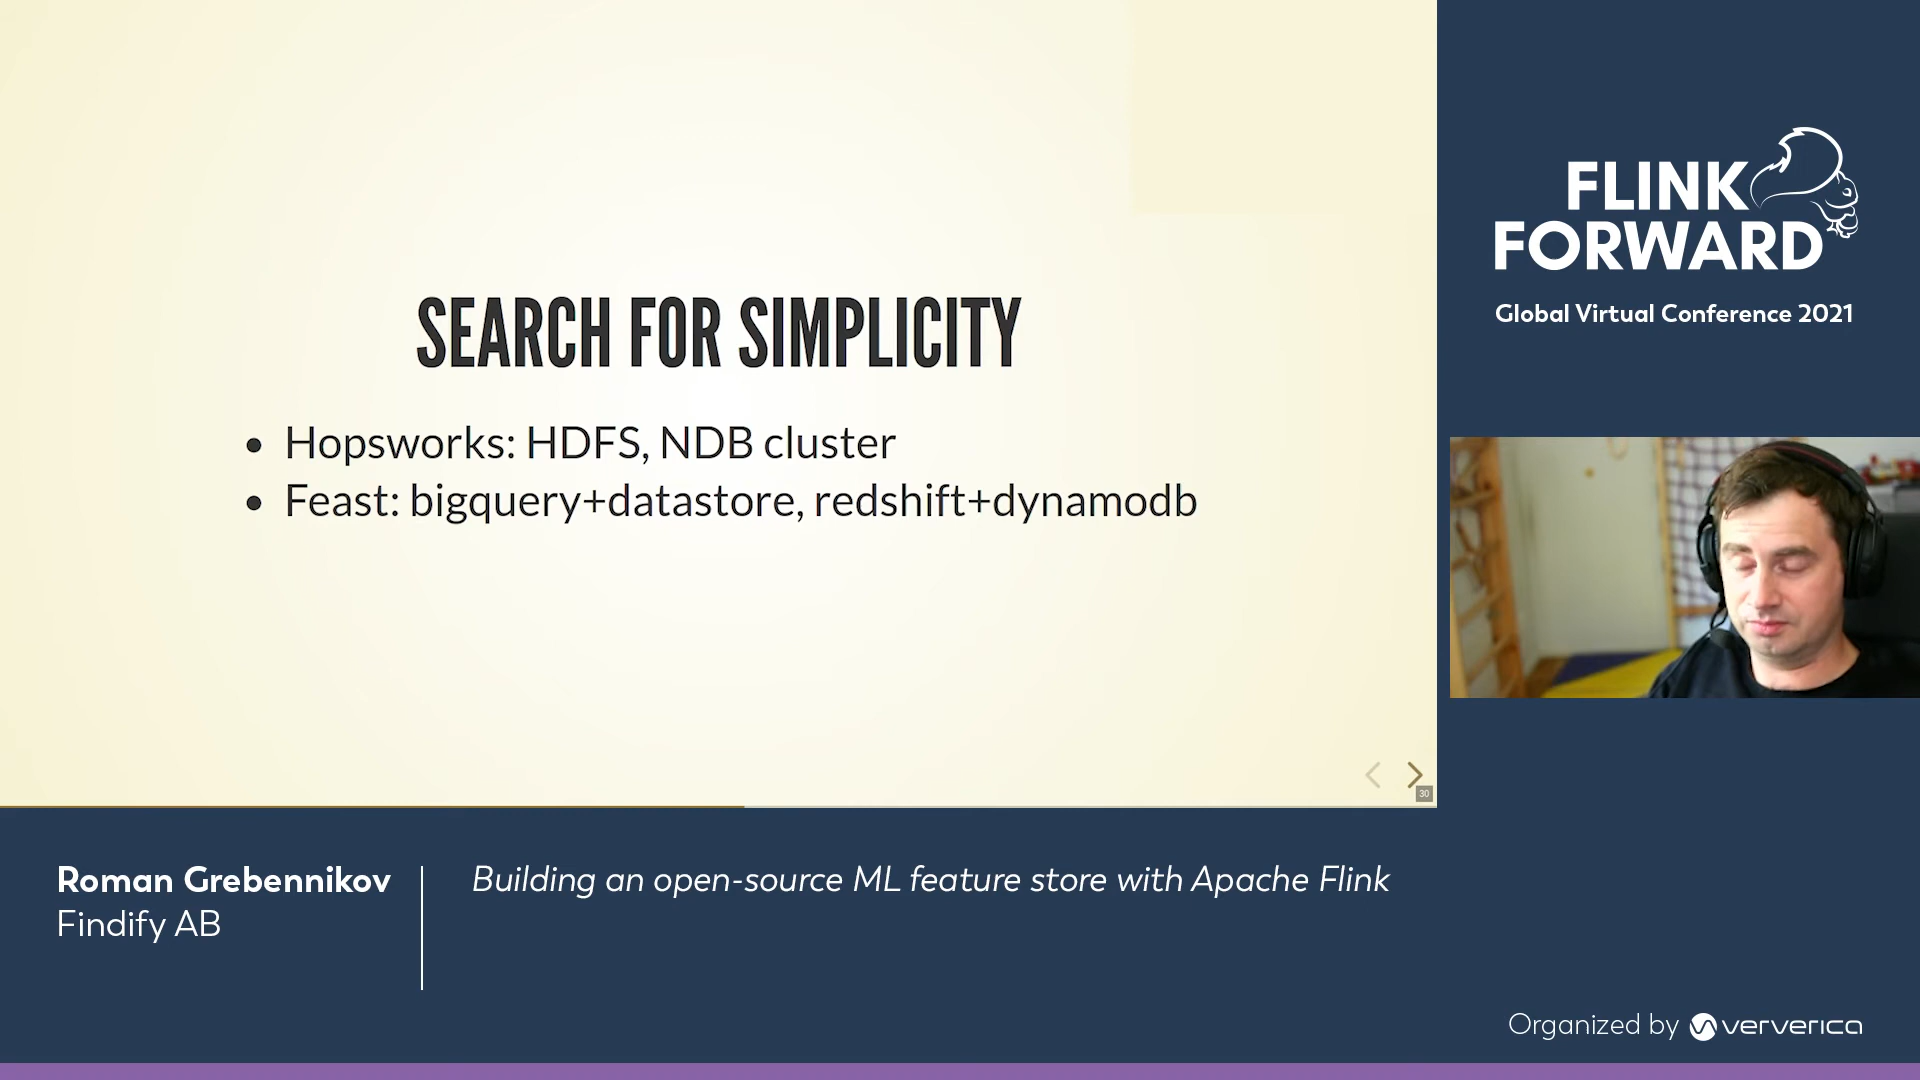 SEARCH FOR SIMPLICITY
Hopsworks: HDFS, NDB cluster
Feast: bigquery+datastore, redshift+dynamodb
30
FLINK
FORWARD
Global Virtual Conference 2021
Roman Grebennikov
Findify AB
Building an open-source ML feature store with Apache Flink
Organized by ververica